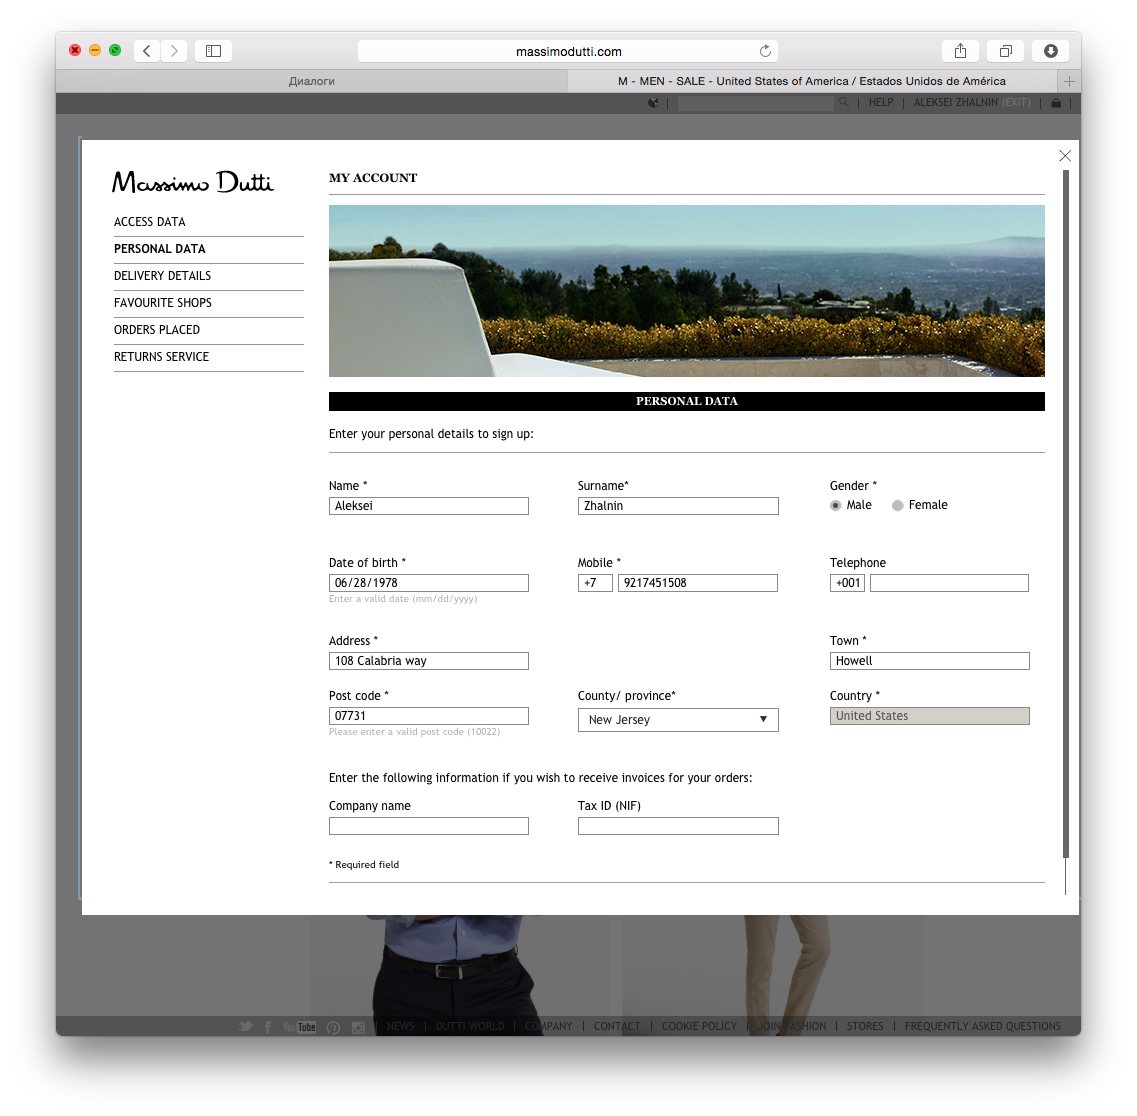 massimodutti.com
Диалоги
M - MEN - SALE - United States of America / Estados Unidos de América
HELP
ALEKSEI ZHALNIN (EXIT)
Massimo Dutti
ACCESS DATA
PERSONAL DATA
DELIVERY DETAILS
FAVOURITE SHOPS
ORDERS PLACED
RETURNS SERVICE
MY ACCOUNT
PERSONAL DATA
Enter your personal details to sign up:
Name * Surname* Gender *
Aleksei Zhalnin Male Female
Date of birth * Mobile * Telephone
06/28/1978 +7 9217451508 +001
Enter a valid date (mm/dd/yyyy)
Address * Town *
108 Calabria way Howell
Post code * County/ province* Country *
07731 New Jersey United States
Please enter a valid post code (10022)
Enter the following information if you wish to receive invoices for your orders:
Company name Tax ID (NIF)
* Required field
YouTube | NEWS | DUTTI WORLD | COMPANY | CONTACT | COOKIE POLICY | JOIN FASHION | STORES | FREQUENTLY ASKED QUESTIONS